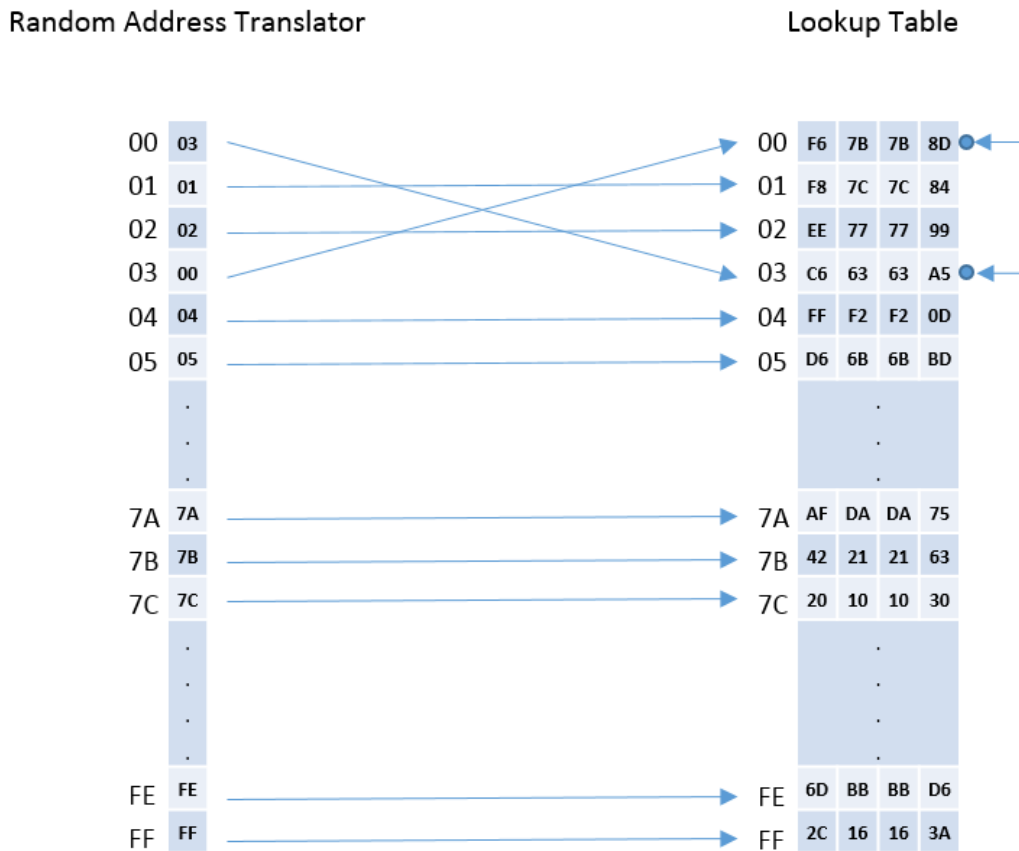 Random Address Translator Lookup Table
00 03 00 F6 7B 7B 8D
01 01 01 F8 7C 7C 84
02 02 02 EE 77 77 99
03 00 03 C6 63 63 A5
04 04 04 FF F2 F2 0D
05 05 05 D6 6B 6B BD
. .
. .
. .
7A 7A 7A AF DA DA 75
7B 7B 7B 42 21 21 63
7C 7C 7C 20 10 10 30
. .
. .
. .
. .
FE FE FE 6D BB BB D6
FF FF FF 2C 16 16 3A